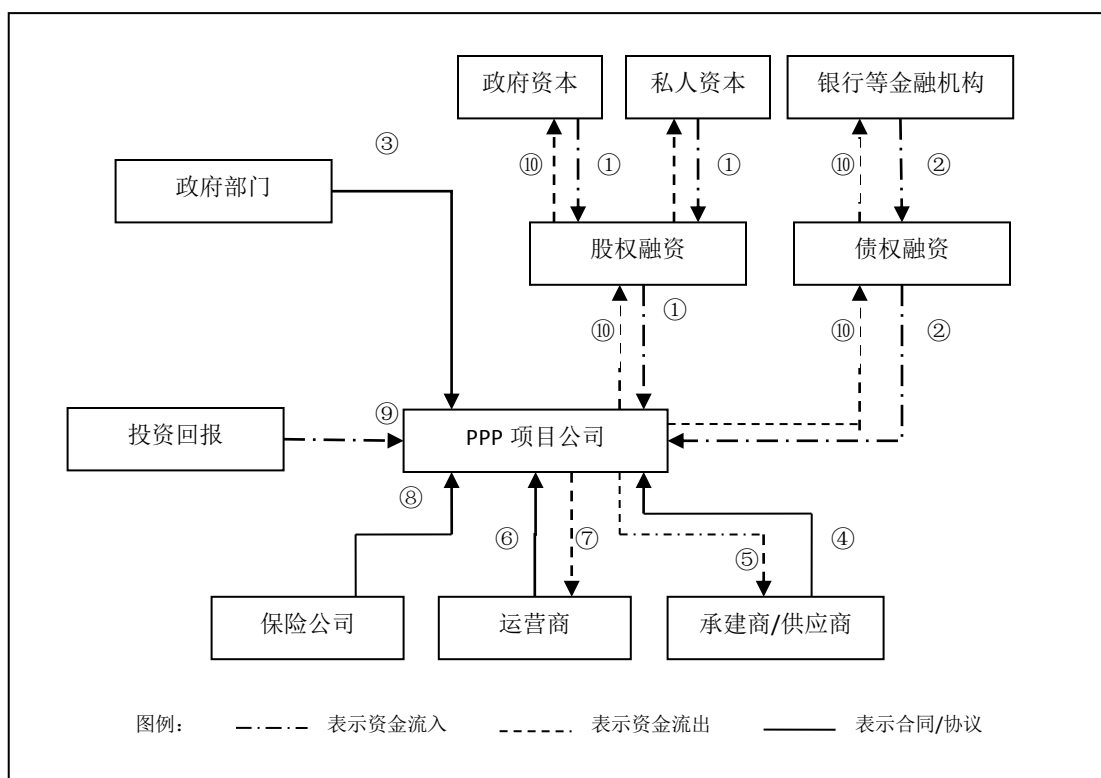 政府资本
私人资本
银行等金融机构
③
⑩
①
①
⑩
②
政府部门
股权融资
债权融资
⑩
①
⑩
②
投资回报
⑨
PPP 项目公司
⑧
⑥
⑦
⑤
④
保险公司
运营商
承建商/供应商
图例： 表示资金流入 表示资金流出 表示合同/协议